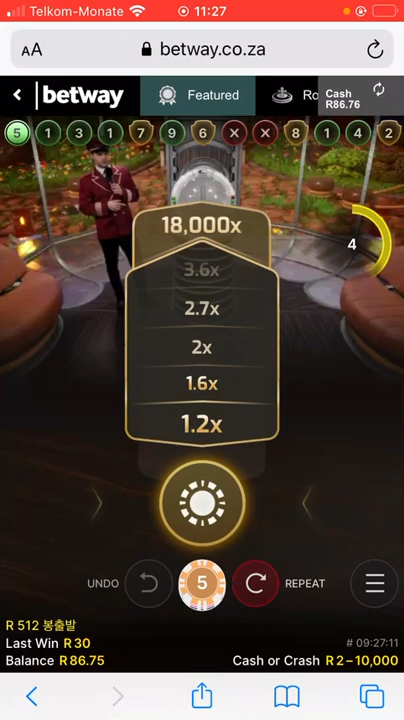 Telkom-Monate 11:27
AA betway.co.za
betway Featured Ro Cash
R86.76
5 1 3 1 7 9 6 X X 8 1 4 2
18,000x
4
3.6x
2.7x
2x
1.6x
1.2x
UNDO 5 REPEAT
R 512 봉출발
Last Win R30 # 09:27:11
Balance R86.75 Cash or Crash R2–10,000